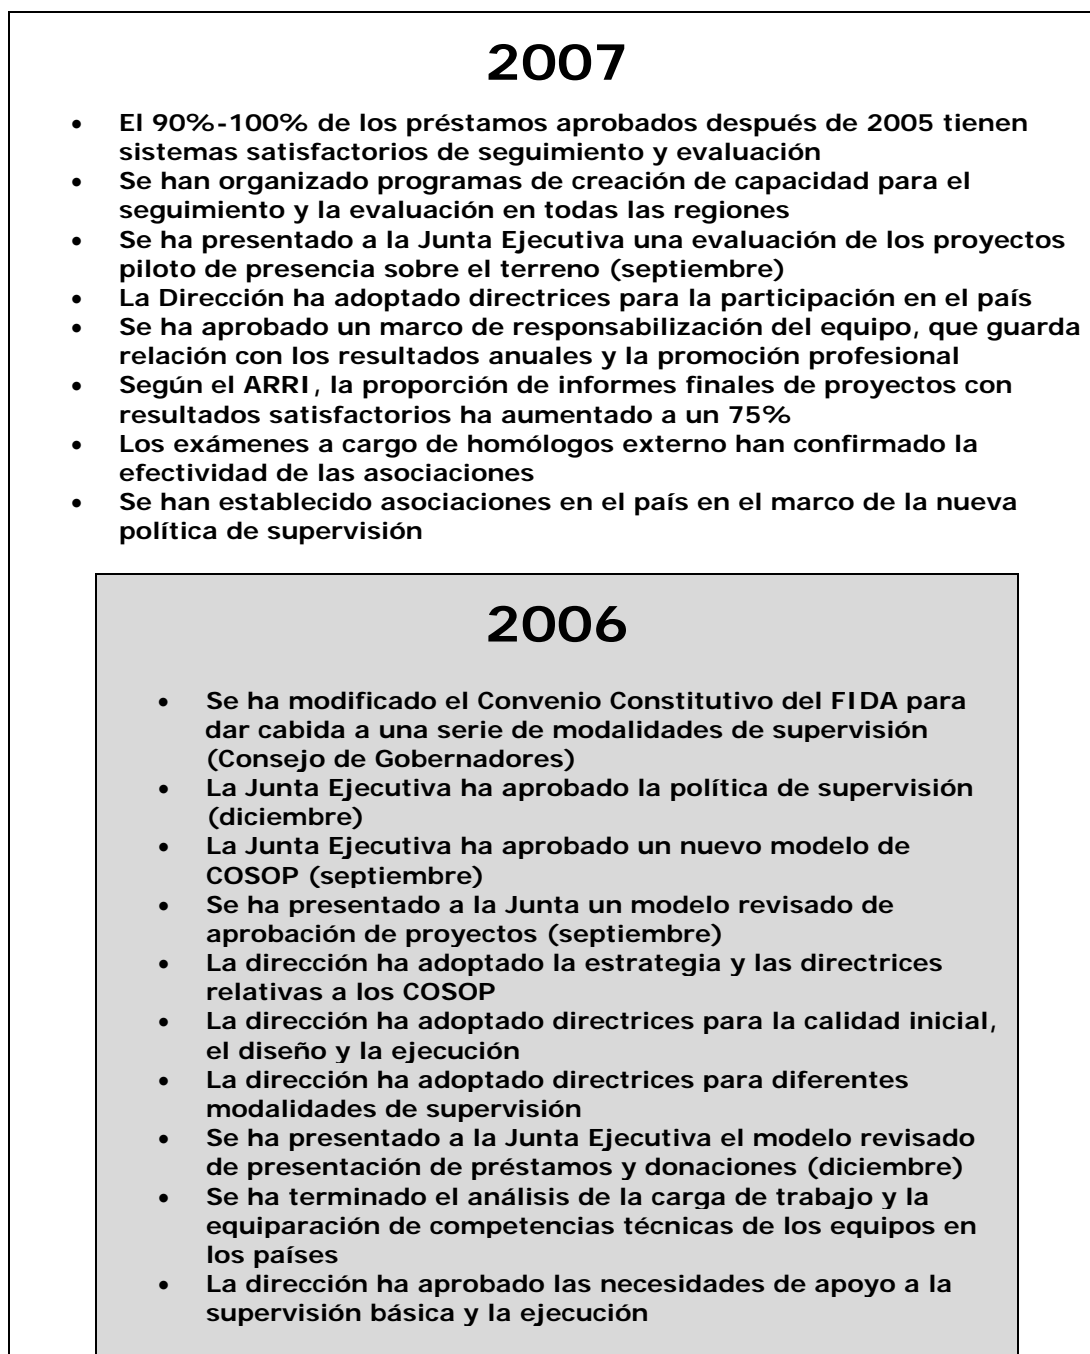 2007
• El 90%-100% de los préstamos aprobados después de 2005 tienen
sistemas satisfactorios de seguimiento y evaluación
• Se han organizado programas de creación de capacidad para el
seguimiento y la evaluación en todas las regiones
• Se ha presentado a la Junta Ejecutiva una evaluación de los proyectos
piloto de presencia sobre el terreno (septiembre)
• La Dirección ha adoptado directrices para la participación en el país
• Se ha aprobado un marco de responsabilización del equipo, que guarda
relación con los resultados anuales y la promoción profesional
• Según el ARRI, la proporción de informes finales de proyectos con
resultados satisfactorios ha aumentado a un 75%
• Los exámenes a cargo de homólogos externo han confirmado la
efectividad de las asociaciones
• Se han establecido asociaciones en el país en el marco de la nueva
política de supervisión
2006
• Se ha modificado el Convenio Constitutivo del FIDA para
dar cabida a una serie de modalidades de supervisión
(Consejo de Gobernadores)
• La Junta Ejecutiva ha aprobado la política de supervisión
(diciembre)
• La Junta Ejecutiva ha aprobado un nuevo modelo de
COSOP (septiembre)
• Se ha presentado a la Junta un modelo revisado de
aprobación de proyectos (septiembre)
• La dirección ha adoptado la estrategia y las directrices
relativas a los COSOP
• La dirección ha adoptado directrices para la calidad inicial,
el diseño y la ejecución
• La dirección ha adoptado directrices para diferentes
modalidades de supervisión
• Se ha presentado a la Junta Ejecutiva el modelo revisado
de presentación de préstamos y donaciones (diciembre)
• Se ha terminado el análisis de la carga de trabajo y la
equiparación de competencias técnicas de los equipos en
los países
• La dirección ha aprobado las necesidades de apoyo a la
supervisión básica y la ejecución